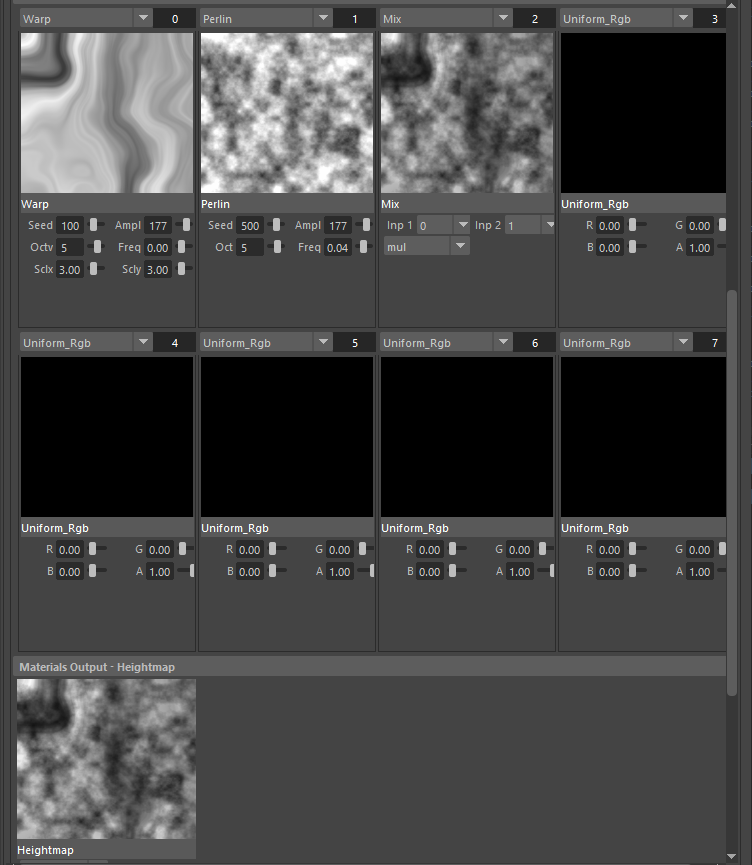 Warp 0 Perlin 1 Mix 2 Uniform_Rgb 3
Warp Perlin Mix Uniform_Rgb
Seed 100 Ampl 177 Seed 500 Ampl 177 Inp 1 0 Inp 2 1 R 0.00 G 0.00
Octv 5 Freq 0.00 Oct 5 Freq 0.04 mul B 0.00 A 1.00
Sclx 3.00 Scly 3.00
Uniform_Rgb 4 Uniform_Rgb 5 Uniform_Rgb 6 Uniform_Rgb 7
Uniform_Rgb Uniform_Rgb Uniform_Rgb Uniform_Rgb
R 0.00 G 0.00 R 0.00 G 0.00 R 0.00 G 0.00 R 0.00 G 0.00
B 0.00 A 1.00 B 0.00 A 1.00 B 0.00 A 1.00 B 0.00 A 1.00
Materials Output - Heightmap
Heightmap